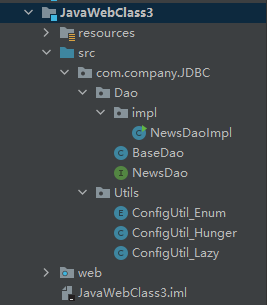 JavaWebClass3
resources
src
com.company.JDBC
Dao
impl
NewsDaoImpl
C BaseDao
I NewsDao
Utils
E ConfigUtil_Enum
C ConfigUtil_Hunger
C ConfigUtil_Lazy
web
JavaWebClass3.iml